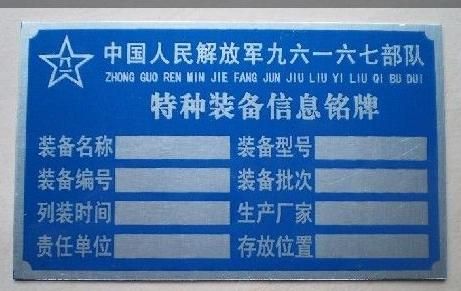 中国人民解放军九六一六七部队
ZHONG GUO REN MIN JIE FANG JUN JIU LIU YI LIU QI BU DUI
特种装备信息铭牌
装备名称 装备型号
装备编号 装备批次
列装时间 生产厂家
责任单位 存放位置